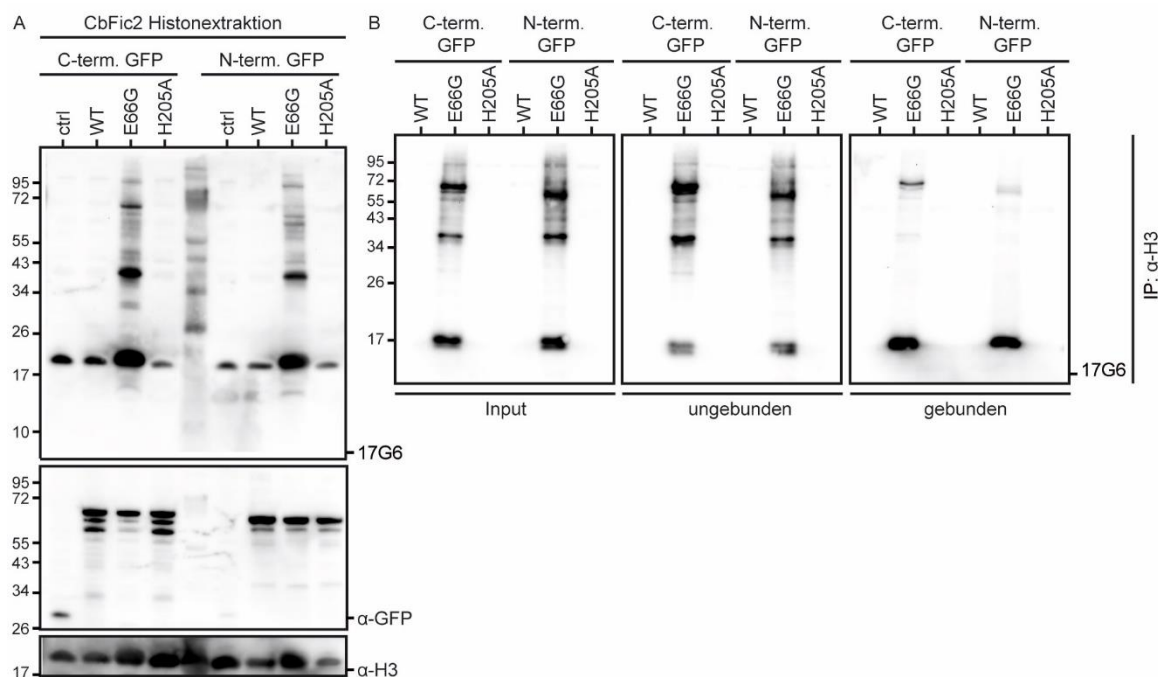 A
CbFic2 Histonextraktion
C-term. GFP N-term. GFP
ctrl WT E66G H205A ctrl WT E66G H205A
95
72
55
43
34
26
17
10
17G6
95
72
55
43
34
26
α-GFP
17
α-H3
B
C-term. GFP N-term. GFP C-term. GFP N-term. GFP C-term. GFP N-term. GFP
WT E66G H205A WT E66G H205A WT E66G H205A WT E66G H205A WT E66G H205A WT E66G H205A
95
72
55
43
34
26
17
17G6
IP: α-H3
Input ungebunden gebunden